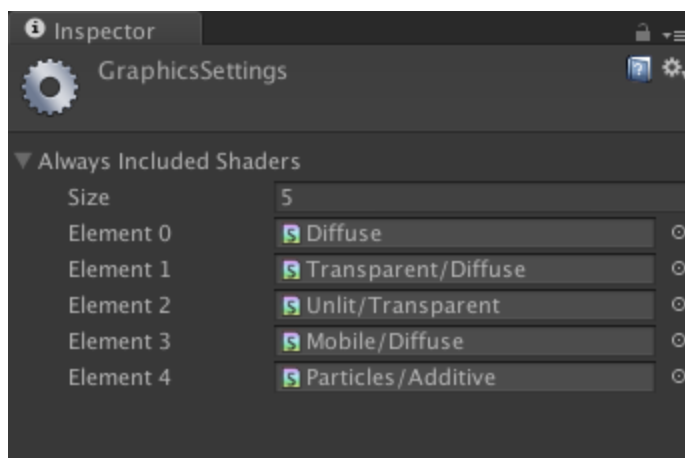 Inspector
GraphicsSettings
Always Included Shaders
Size 5
Element 0 Diffuse
Element 1 Transparent/Diffuse
Element 2 Unlit/Transparent
Element 3 Mobile/Diffuse
Element 4 Particles/Additive